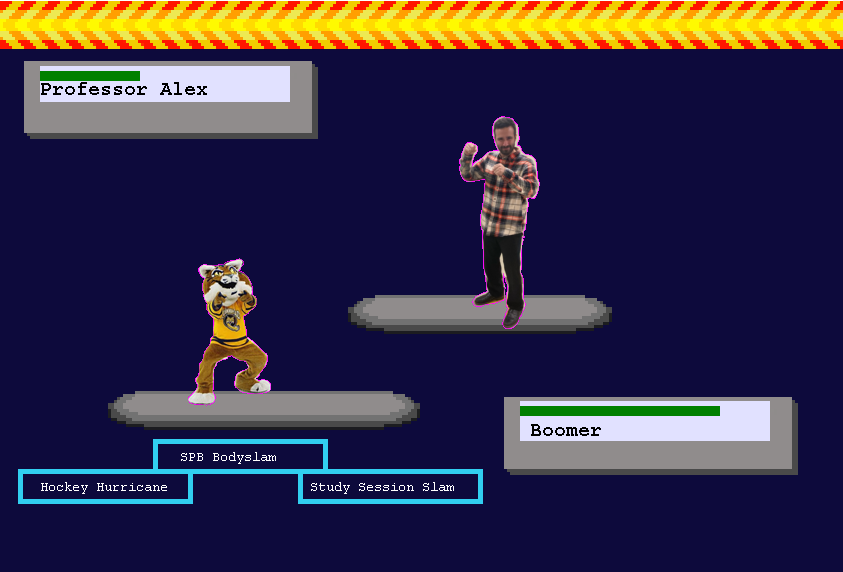 Professor Alex
Boomer
SPB Bodyslam
Hockey Hurricane
Study Session Slam